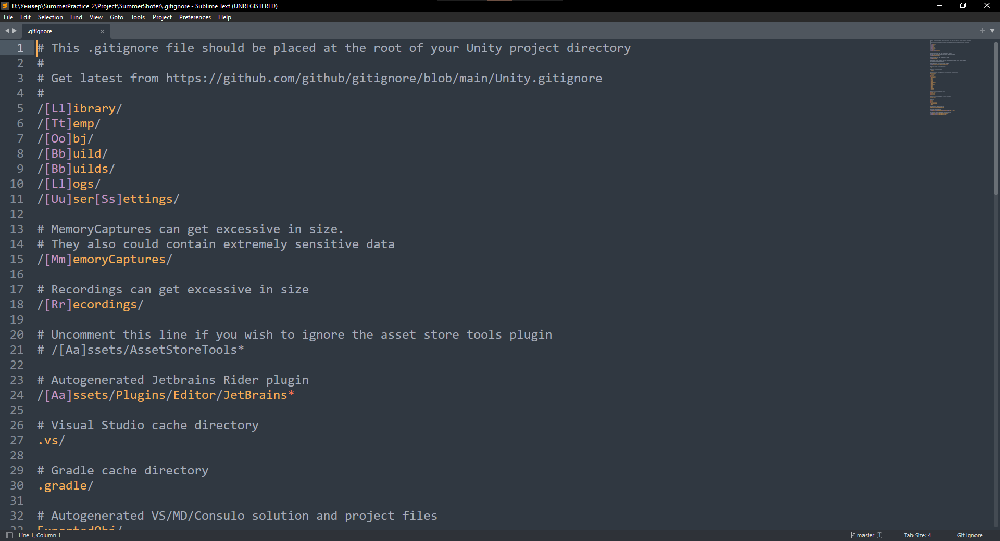 D:\Универ\SummerPractice_2\Project\SummerShoter\.gitignore - Sublime Text (UNREGISTERED)
File Edit Selection Find View Goto Tools Project Preferences Help
.gitignore
1 # This .gitignore file should be placed at the root of your Unity project directory
2 #
3 # Get latest from https://github.com/github/gitignore/blob/main/Unity.gitignore
4 #
5 /[Ll]ibrary/
6 /[Tt]emp/
7 /[Oo]bj/
8 /[Bb]uild/
9 /[Bb]uilds/
10 /[Ll]ogs/
11 /[Uu]ser[Ss]ettings/
12
13 # MemoryCaptures can get excessive in size.
14 # They also could contain extremely sensitive data
15 /[Mm]emoryCaptures/
16
17 # Recordings can get excessive in size
18 /[Rr]ecordings/
19
20 # Uncomment this line if you wish to ignore the asset store tools plugin
21 # /[Aa]ssets/AssetStoreTools*
22
23 # Autogenerated Jetbrains Rider plugin
24 /[Aa]ssets/Plugins/Editor/JetBrains*
25
26 # Visual Studio cache directory
27 .vs/
28
29 # Gradle cache directory
30 .gradle/
31
32 # Autogenerated VS/MD/Consulo solution and project files
33 ExportedObj/
Line 1, Column 1
master 1
Tab Size: 4
Git Ignore